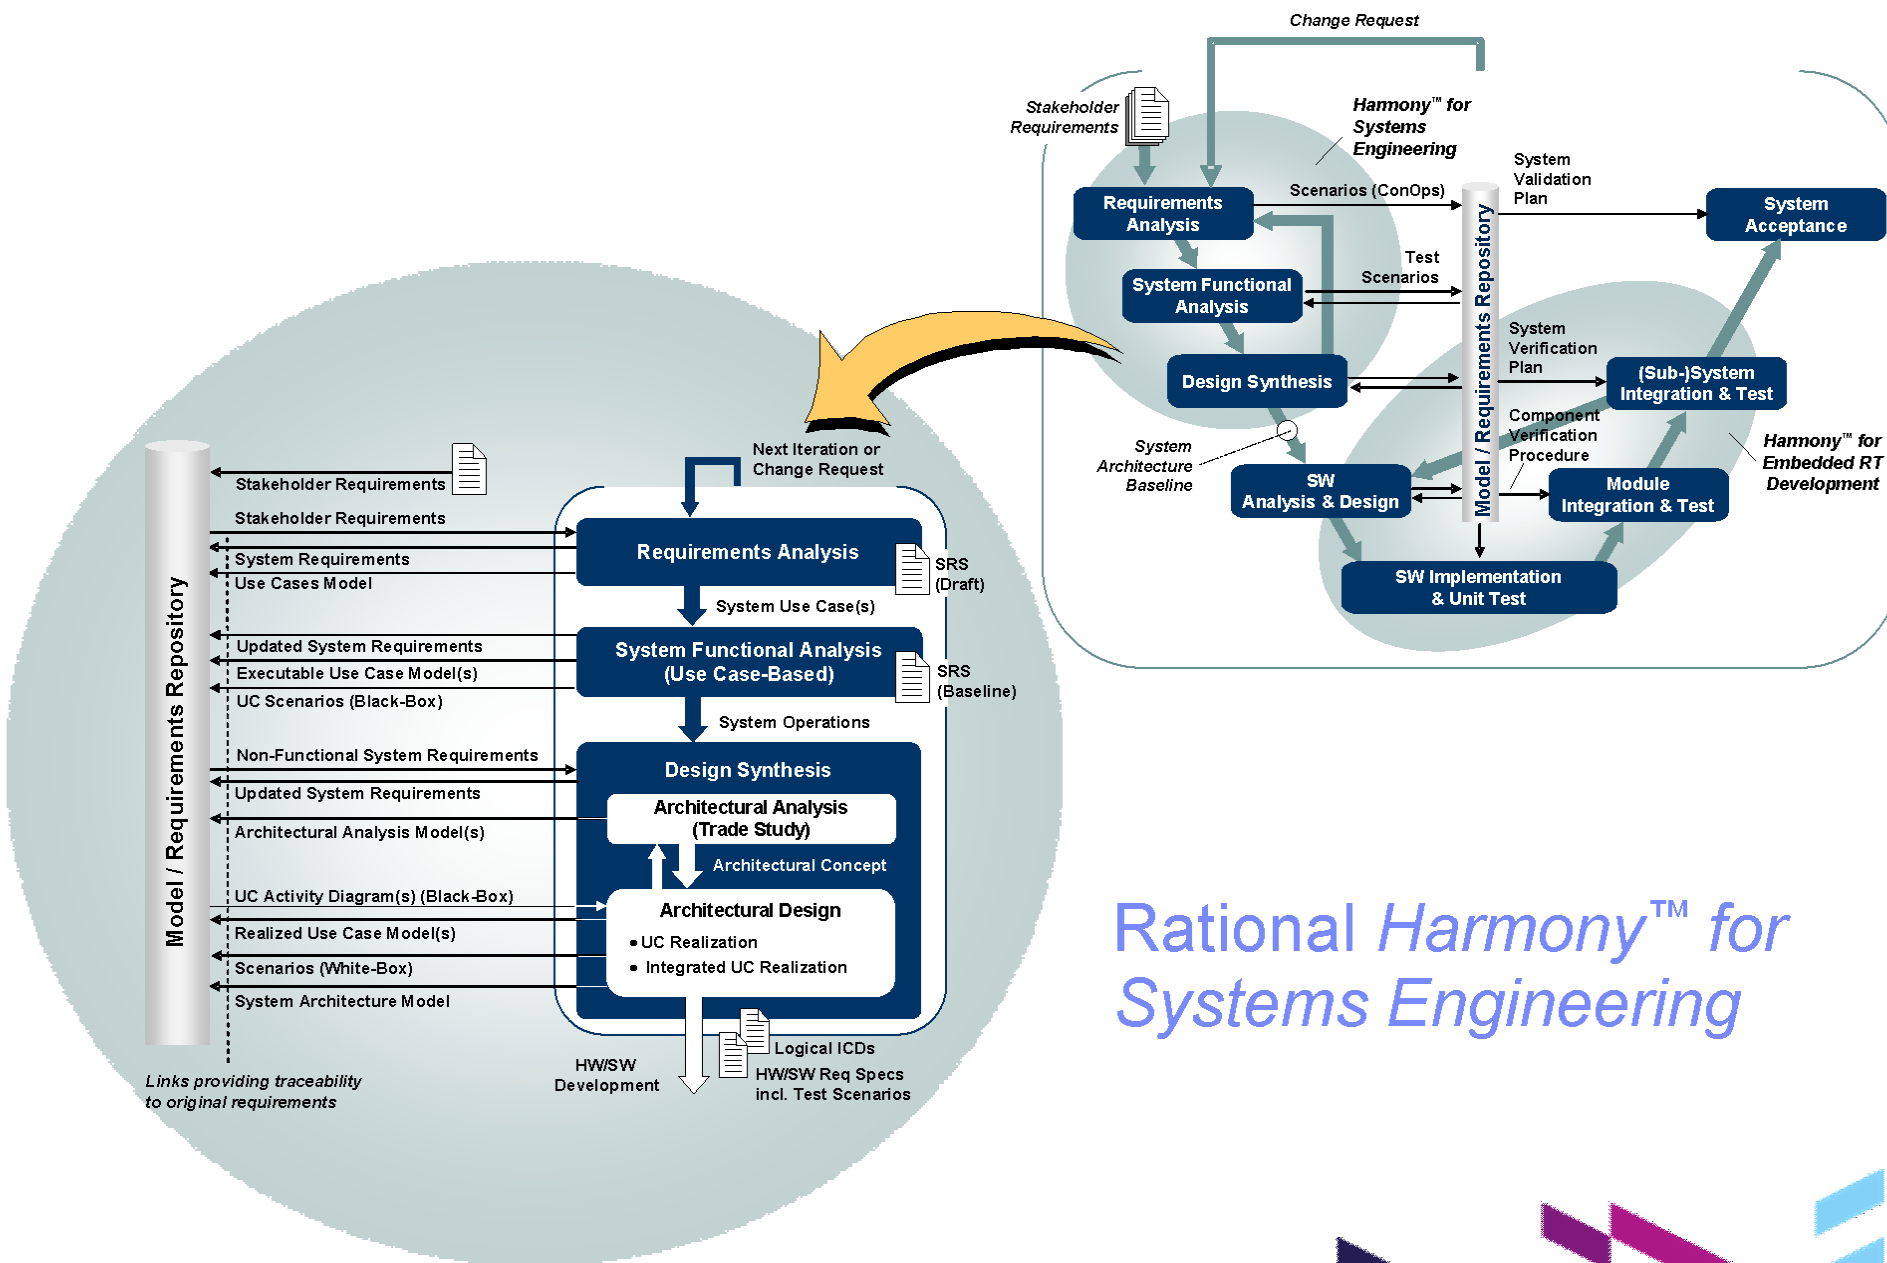 Change Request
Stakeholder
Requirements
Harmony™ for
Systems
Engineering
System
Validation
Plan
Scenarios (ConOps)
Requirements
Analysis
System
Acceptance
Test
Scenarios
System Functional
Analysis
Model / Requirements Repository
System
Verification
Plan
Design Synthesis
(Sub-)System
Integration & Test
Component
Verification
Procedure
System
Architecture
Baseline
Harmony™ for
Embedded RT
Development
SW
Analysis & Design
Module
Integration & Test
SW Implementation
& Unit Test
Next Iteration or
Change Request
Model / Requirements Repository
Stakeholder Requirements
Stakeholder Requirements
System Requirements
Use Cases Model
Requirements Analysis
SRS
(Draft)
System Use Case(s)
Updated System Requirements
Executable Use Case Model(s)
UC Scenarios (Black-Box)
System Functional Analysis
(Use Case-Based)
SRS
(Baseline)
System Operations
Non-Functional System Requirements
Updated System Requirements
Architectural Analysis Model(s)
Design Synthesis
Architectural Analysis
(Trade Study)
Architectural Concept
UC Activity Diagram(s) (Black-Box)
Realized Use Case Model(s)
Scenarios (White-Box)
System Architecture Model
Architectural Design
• UC Realization
• Integrated UC Realization
Links providing traceability
to original requirements
HW/SW
Development
Logical ICDs
HW/SW Req Specs
incl. Test Scenarios
Rational Harmony™ for
Systems Engineering